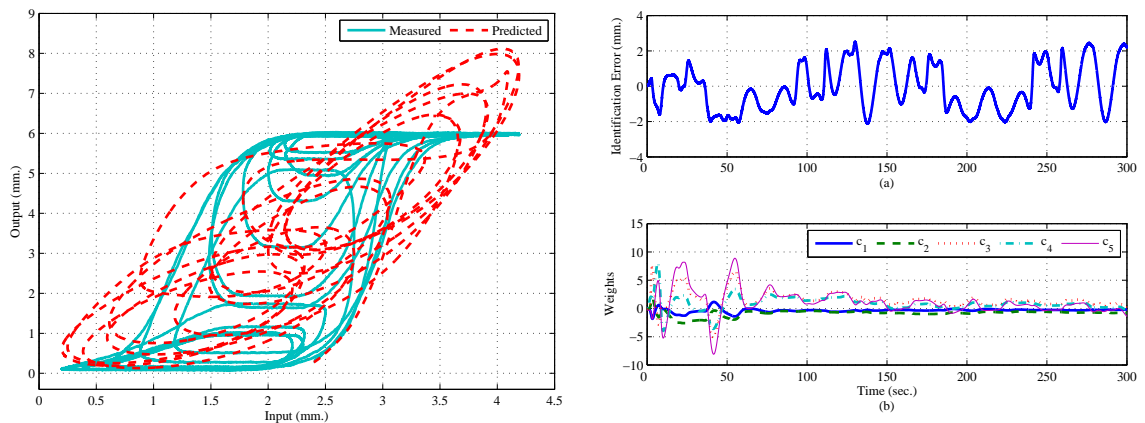 9
8
7
6
5
4
3
2
1
0
Output (mm.)
0 0.5 1 1.5 2 2.5 3 3.5 4 4.5
Input (mm.)
Measured Predicted
4
2
0
−2
−4
Identification Error (mm.)
0 50 100 150 200 250 300
(a)
15
10
5
0
−5
−10
Weights
c1 c2 c3 c4 c5
0 50 100 150 200 250 300
Time (sec.)
(b)